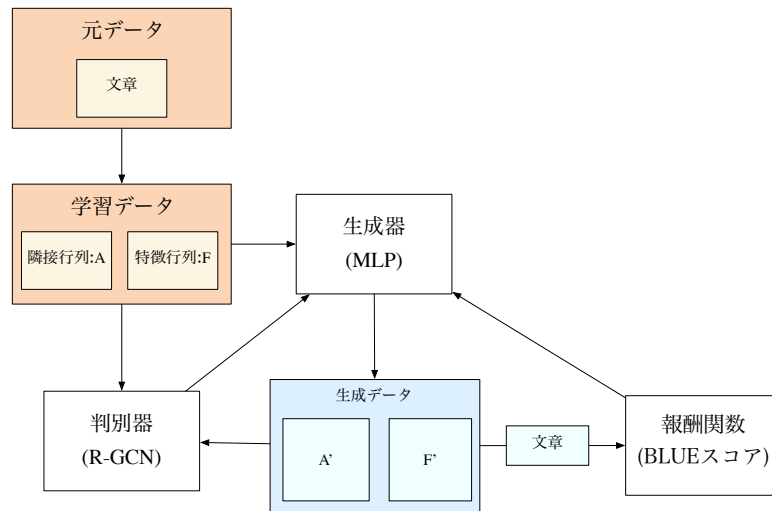 元データ
文章
学習データ
隣接行列:A
特徴行列:F
生成器
(MLP)
判別器
(R-GCN)
生成データ
A'
F'
文章
報酬関数
(BLUEスコア)